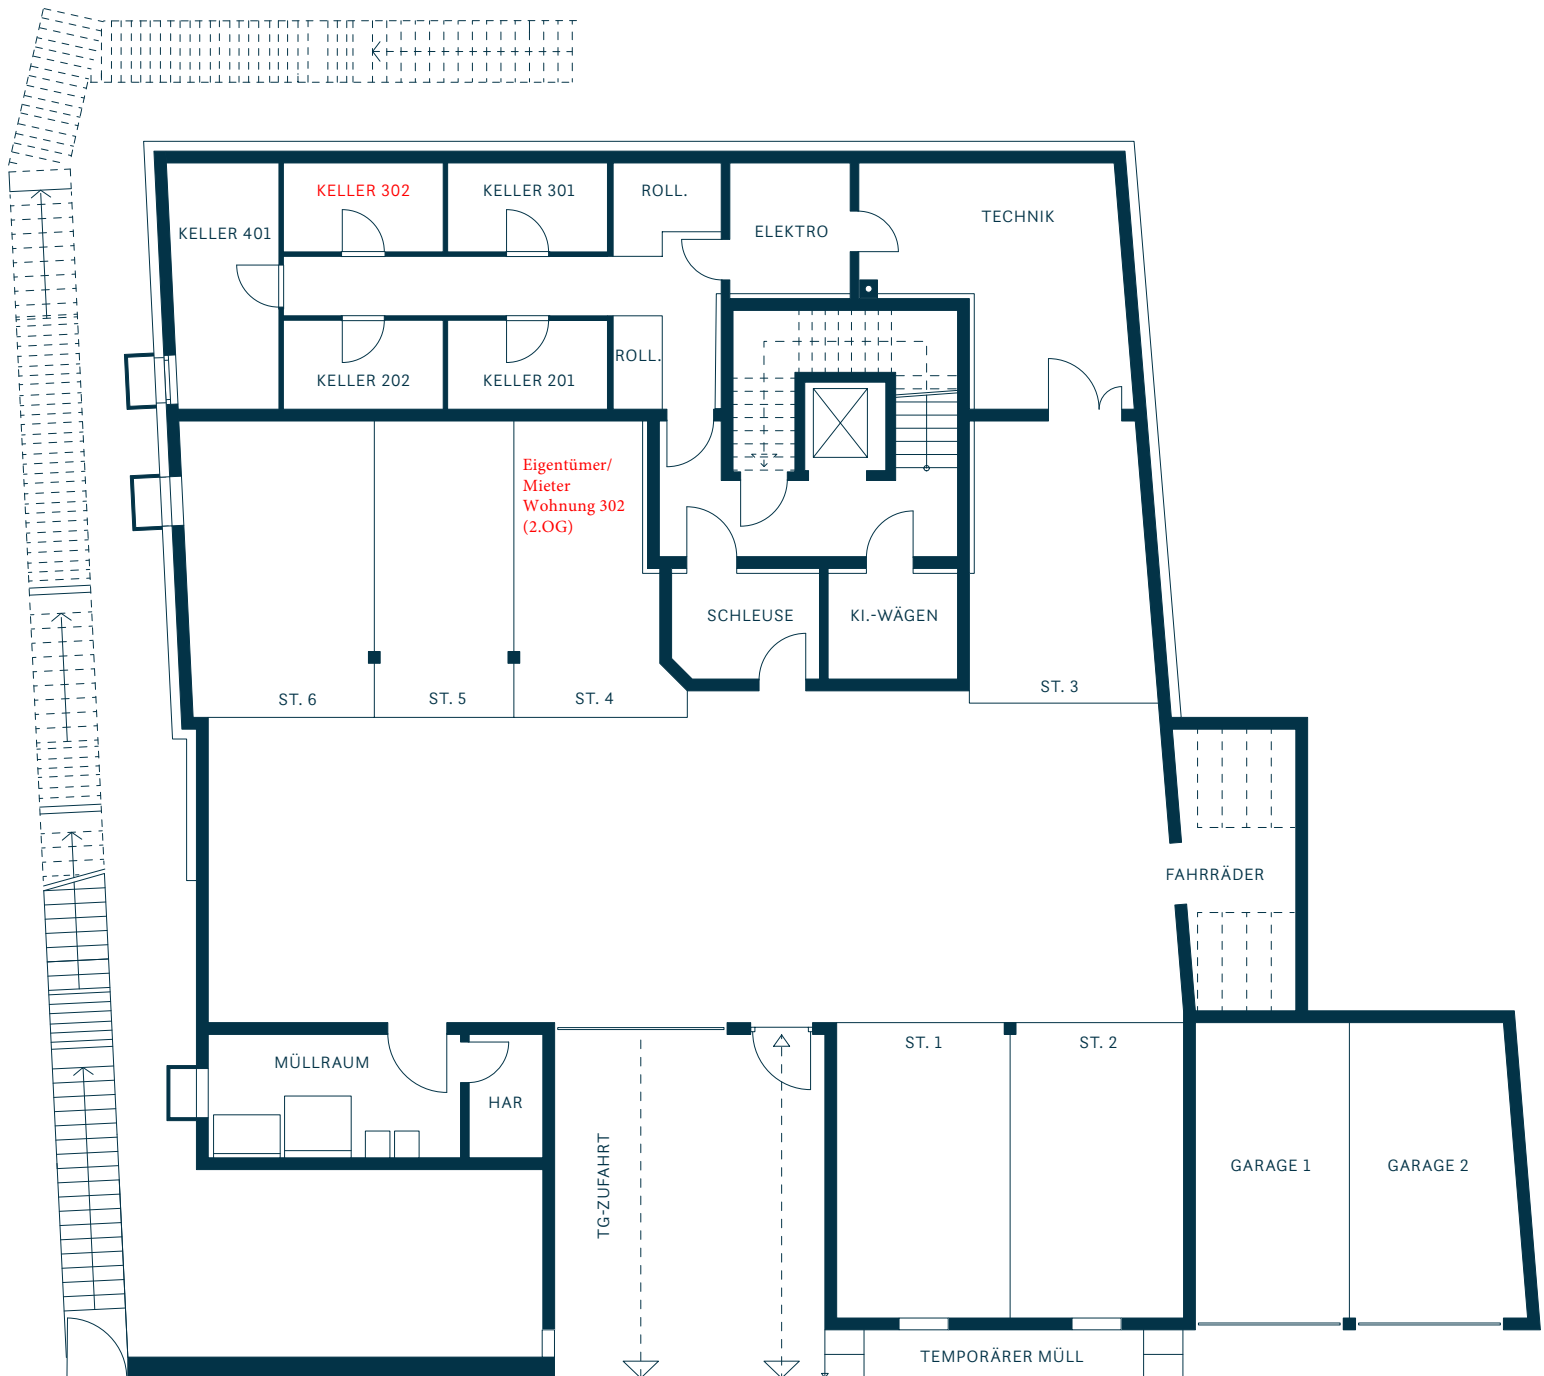 KELLER 302
KELLER 301
ROLL.
TECHNIK
KELLER 401
ELEKTRO
ROLL.
KELLER 202
KELLER 201
Eigentümer/
Mieter
Wohnung 302
(2.OG)
SCHLEUSE
KI.-WÄGEN
ST. 6
ST. 5
ST. 4
ST. 3
FAHRRÄDER
MÜLLRAUM
HAR
TG-ZUFAHRT
ST. 1
ST. 2
GARAGE 1
GARAGE 2
TEMPORÄRER MÜLL